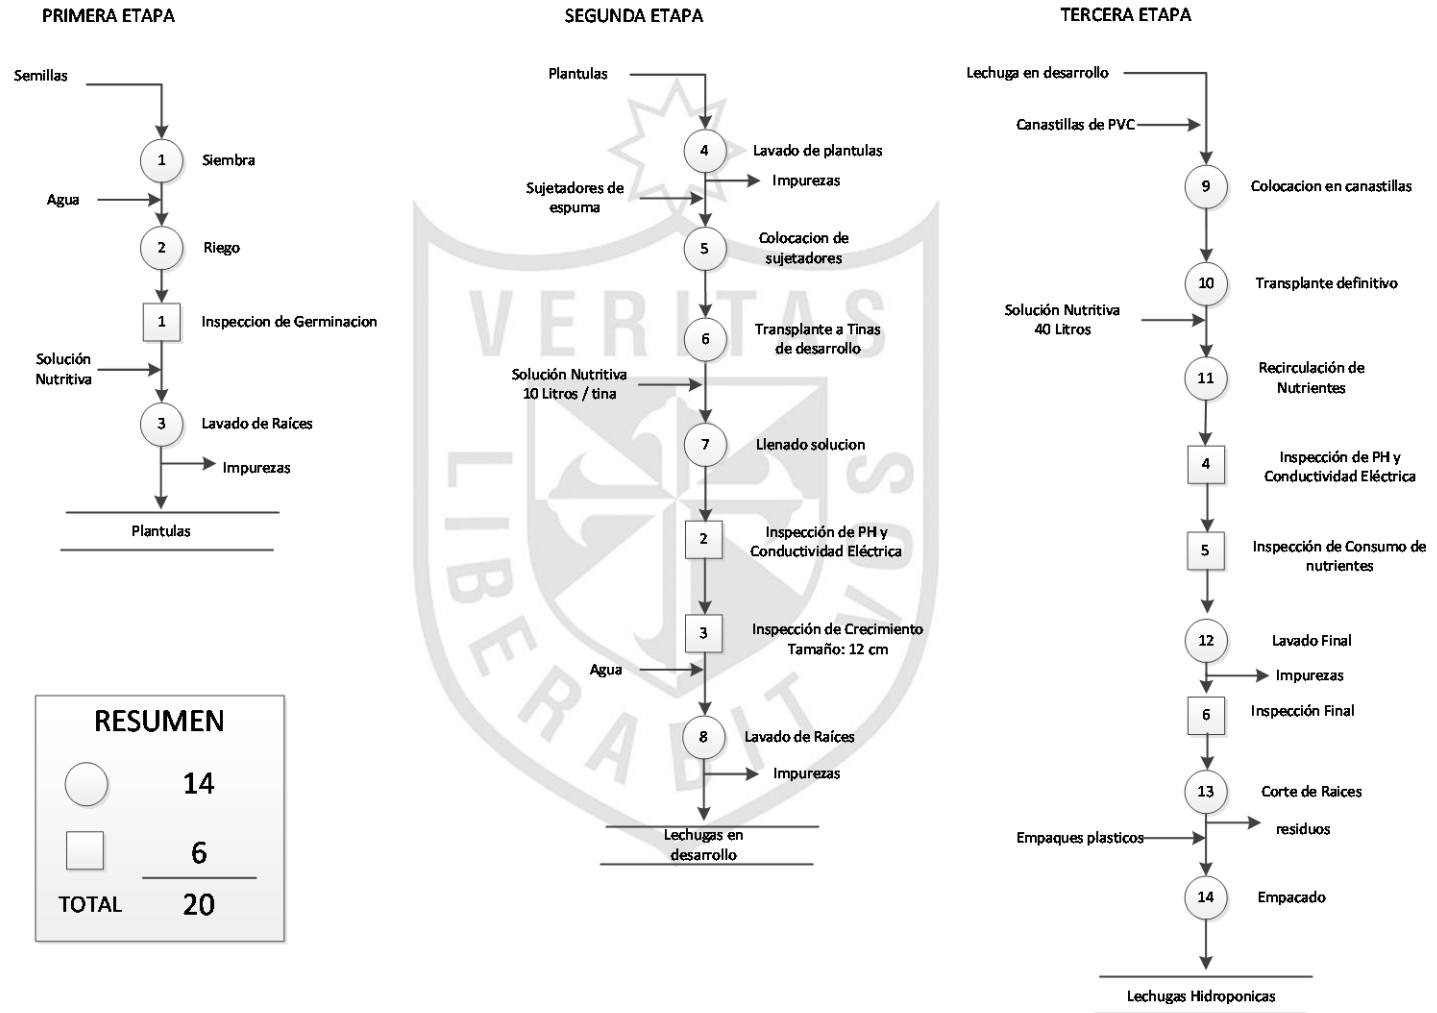 PRIMERA ETAPA
Semillas
1
Siembra
Agua
2
Riego
1
Inspeccion de Germinacion
Solución
Nutritiva
3
Lavado de Raíces
Impurezas
Plantulas
RESUMEN
14
6
TOTAL 20
SEGUNDA ETAPA
Plantulas
4
Lavado de plantulas
Impurezas
Sujetadores de
espuma
5
Colocacion de
sujetadores
6
Transplante a Tinas
de desarrollo
Solución Nutritiva
10 Litros / tina
7
Llenado solucion
2
Inspección de PH y
Conductividad Eléctrica
3
Inspección de Crecimiento
Tamaño: 12 cm
Agua
8
Lavado de Raíces
Impurezas
Lechugas en
desarrollo
TERCERA ETAPA
Lechuga en desarrollo
Canastillas de PVC
9
Colocacion en canastillas
10
Transplante definitivo
Solución Nutritiva
40 Litros
11
Recirculación de
Nutrientes
4
Inspección de PH y
Conductividad Eléctrica
5
Inspección de Consumo de
nutrientes
12
Lavado Final
Impurezas
6
Inspección Final
13
Corte de Raices
residuos
Empaques plasticos
14
Empacado
Lechugas Hidroponicas
VERITAS
LIBERABIT VOS